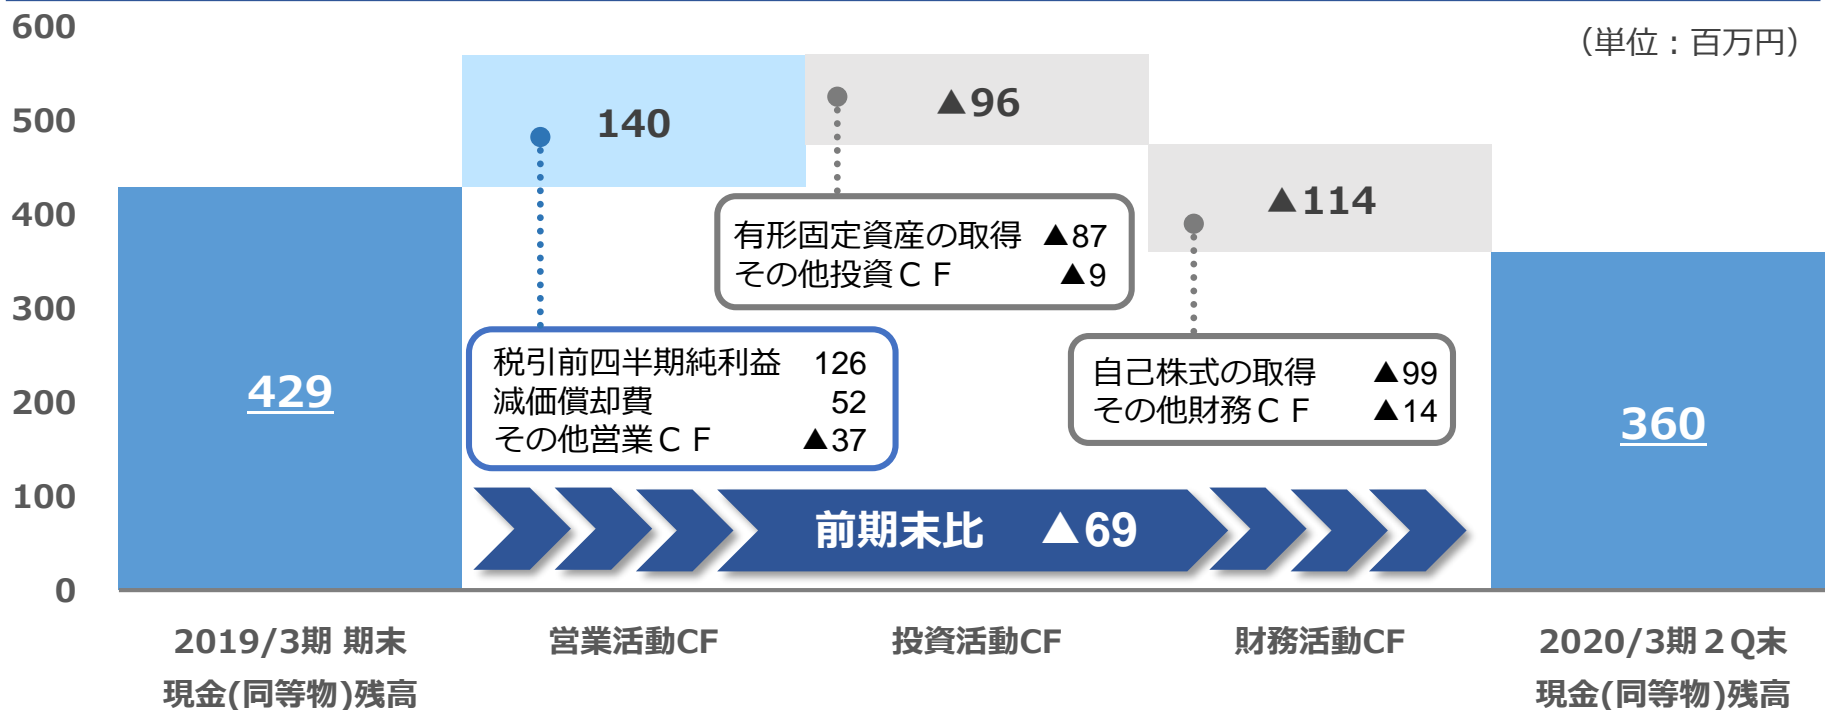 （単位：百万円）
600
500
400
300
200
100
0
429
140
▲96
▲114
360
税引前四半期純利益 126
減価償却費 52
その他営業ＣＦ ▲37
有形固定資産の取得 ▲87
その他投資ＣＦ ▲9
自己株式の取得 ▲99
その他財務ＣＦ ▲14
前期末比 ▲69
2019/3期 期末
現金(同等物)残高
営業活動CF
投資活動CF
財務活動CF
2020/3期２Q末
現金(同等物)残高